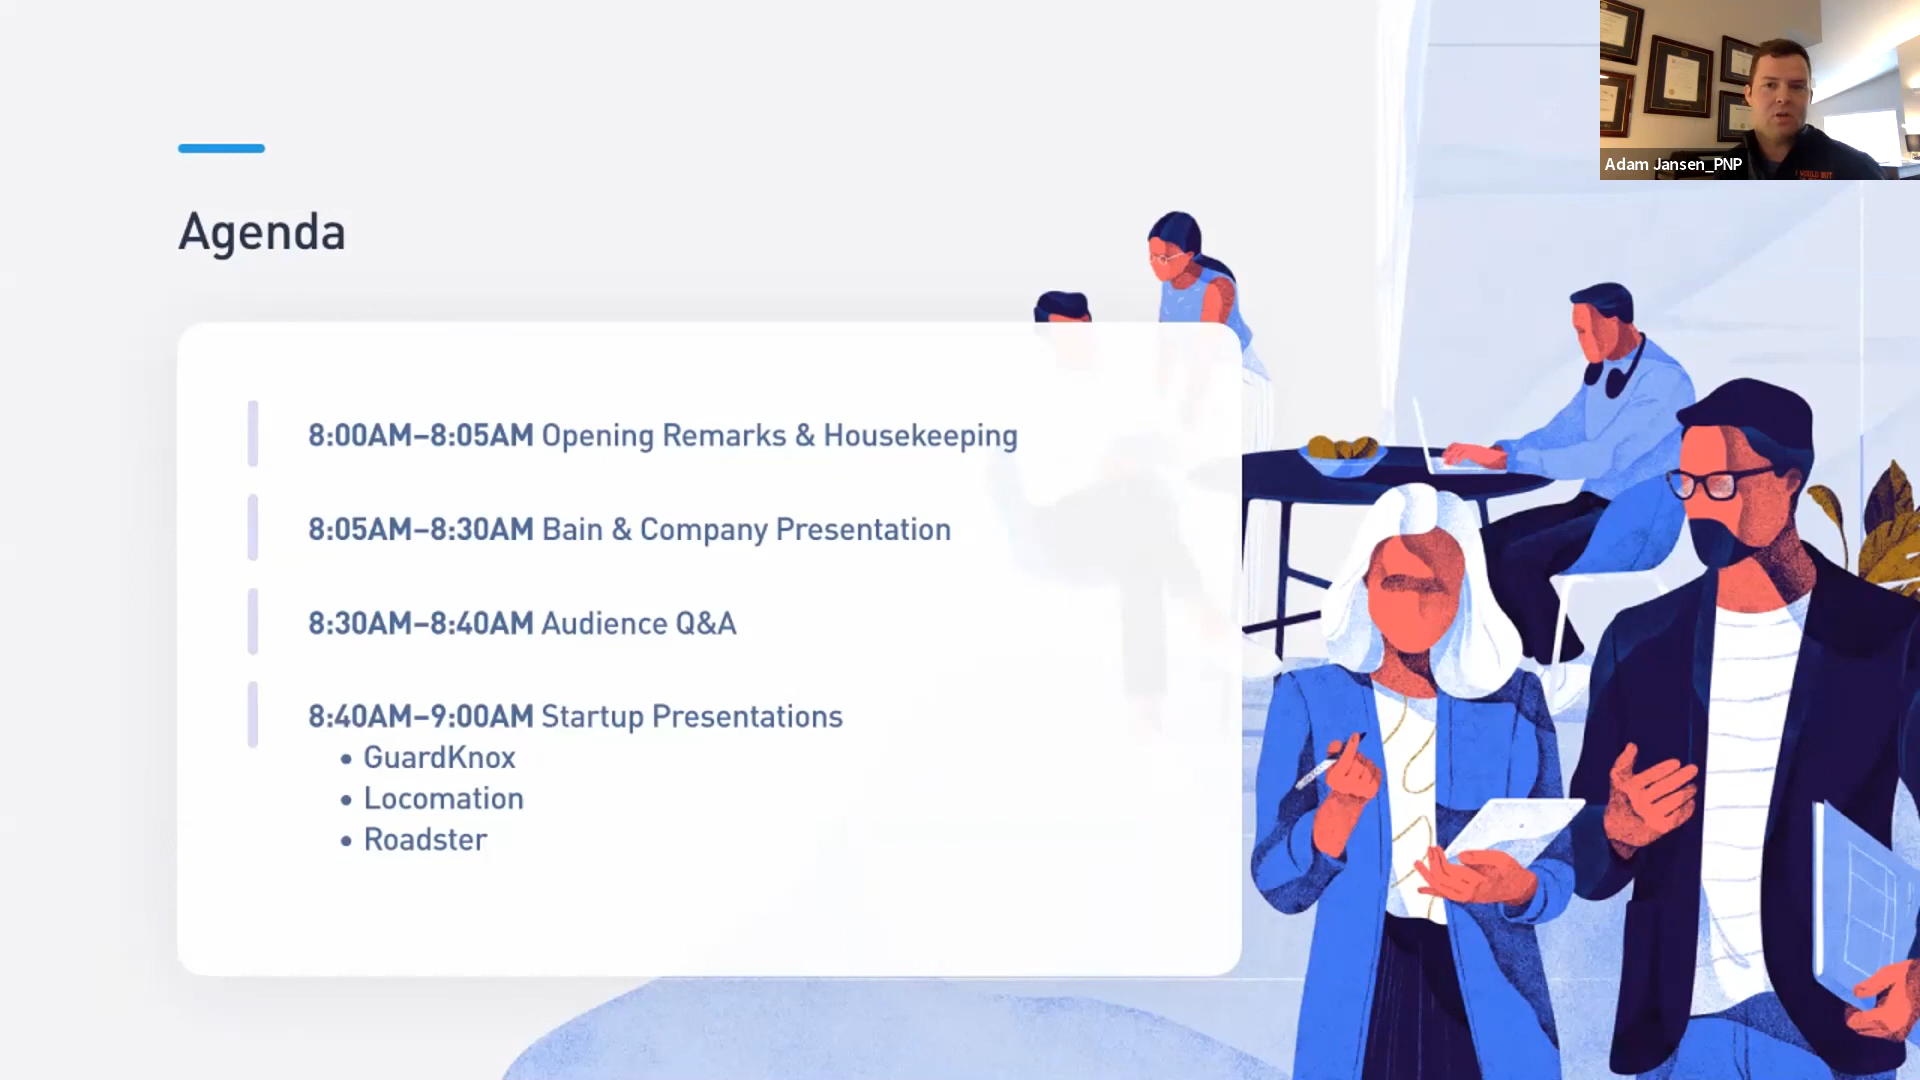 Adam Jansen_PNP
Agenda
8:00AM–8:05AM Opening Remarks & Housekeeping
8:05AM–8:30AM Bain & Company Presentation
8:30AM–8:40AM Audience Q&A
8:40AM–9:00AM Startup Presentations
• GuardKnox
• Locomation
• Roadster